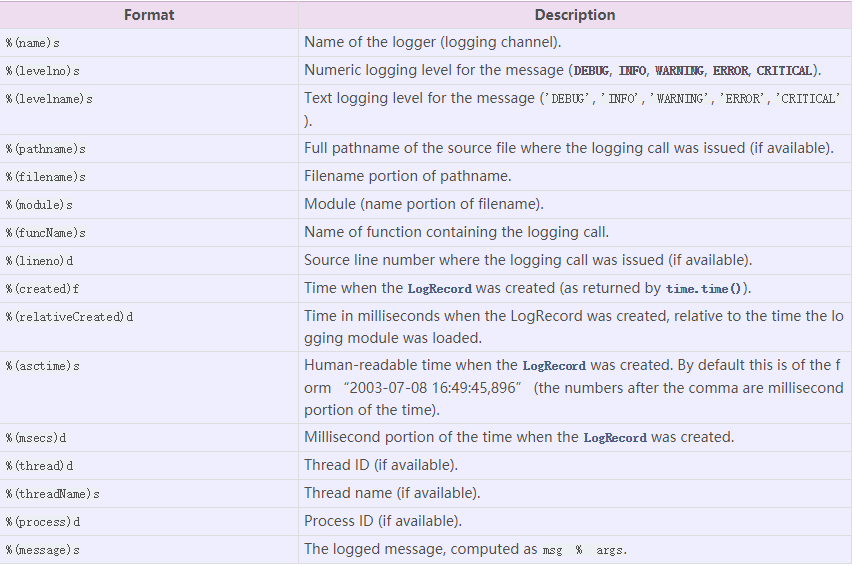 Format Description
%(name)s Name of the logger (logging channel).
%(levelno)s Numeric logging level for the message (DEBUG, INFO, WARNING, ERROR, CRITICAL).
%(levelname)s Text logging level for the message ('DEBUG', 'INFO', 'WARNING', 'ERROR', 'CRITICAL'
).
%(pathname)s Full pathname of the source file where the logging call was issued (if available).
%(filename)s Filename portion of pathname.
%(module)s Module (name portion of filename).
%(funcName)s Name of function containing the logging call.
%(lineno)d Source line number where the logging call was issued (if available).
%(created)f Time when the LogRecord was created (as returned by time.time()).
%(relativeCreated)d Time in milliseconds when the LogRecord was created, relative to the time the lo
gging module was loaded.
%(asctime)s Human-readable time when the LogRecord was created. By default this is of the f
orm “2003-07-08 16:49:45,896” (the numbers after the comma are millisecond
portion of the time).
%(msecs)d Millisecond portion of the time when the LogRecord was created.
%(thread)d Thread ID (if available).
%(threadName)s Thread name (if available).
%(process)d Process ID (if available).
%(message)s The logged message, computed as msg % args.